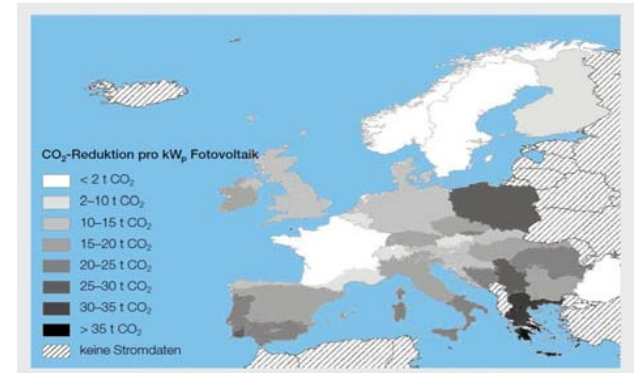 CO₂-Reduktion pro kWₚ Fotovoltaik
< 2 t CO₂
2–10 t CO₂
10–15 t CO₂
15–20 t CO₂
20–25 t CO₂
25–30 t CO₂
30–35 t CO₂
> 35 t CO₂
keine Stromdaten